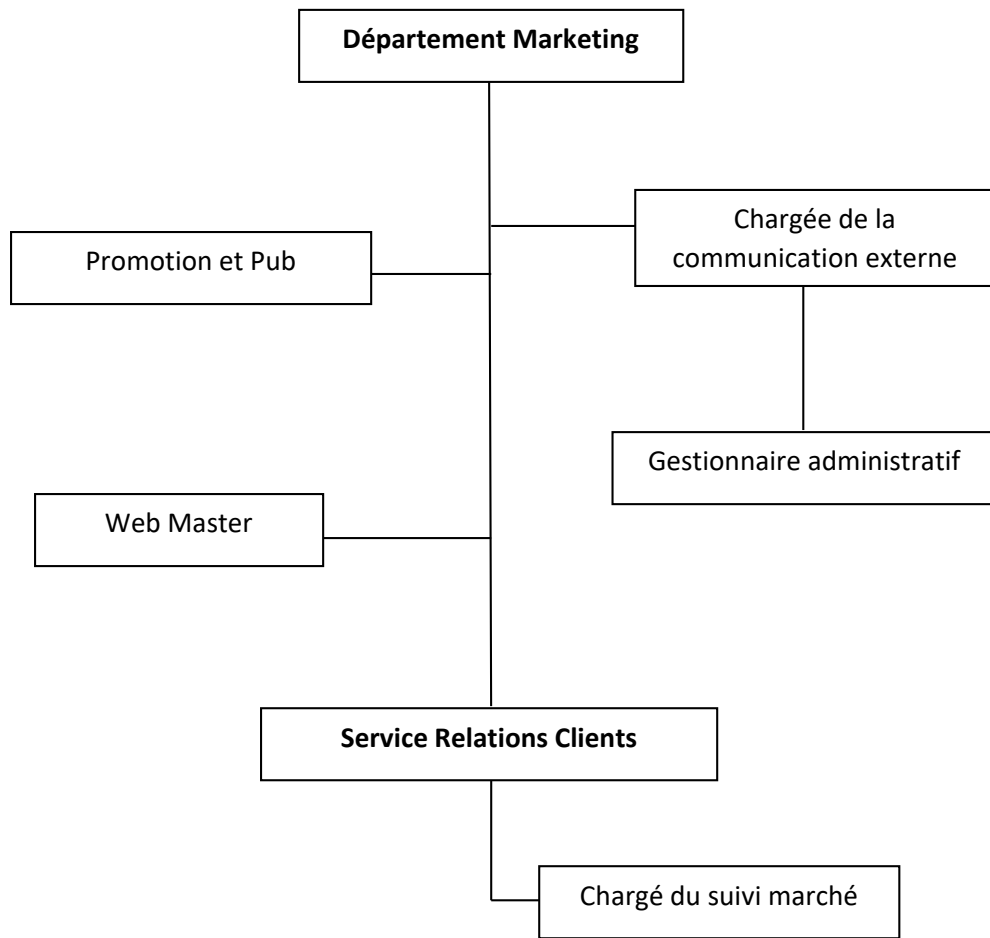 Département Marketing
Chargée de la
communication externe
Promotion et Pub
Gestionnaire administratif
Web Master
Service Relations Clients
Chargé du suivi marché